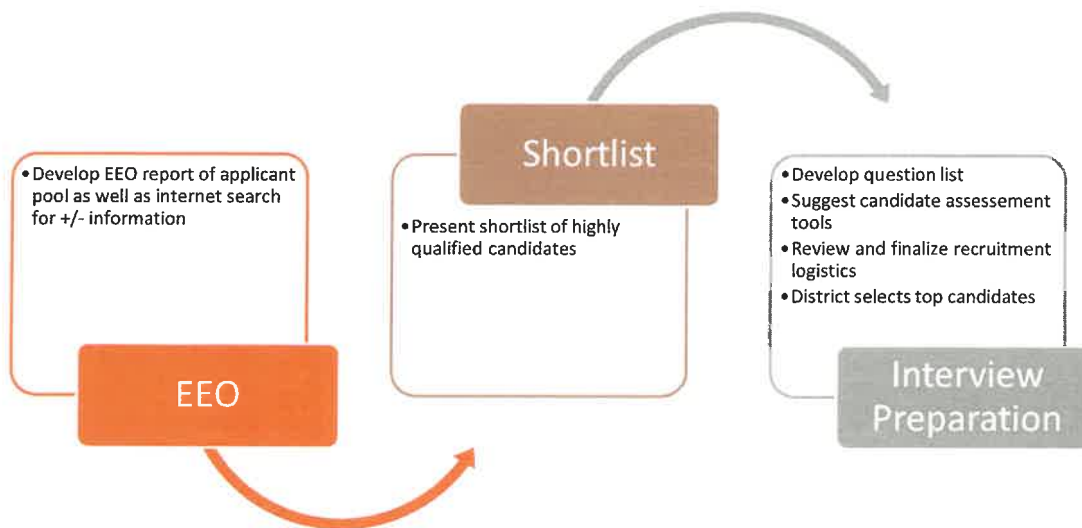 • Develop EEO report of applicant
pool as well as internet search
for +/- information
EEO
Shortlist
• Present shortlist of highly
qualified candidates
• Develop question list
• Suggest candidate assessment
tools
• Review and finalize recruitment
logistics
• District selects top candidates
Interview
Preparation